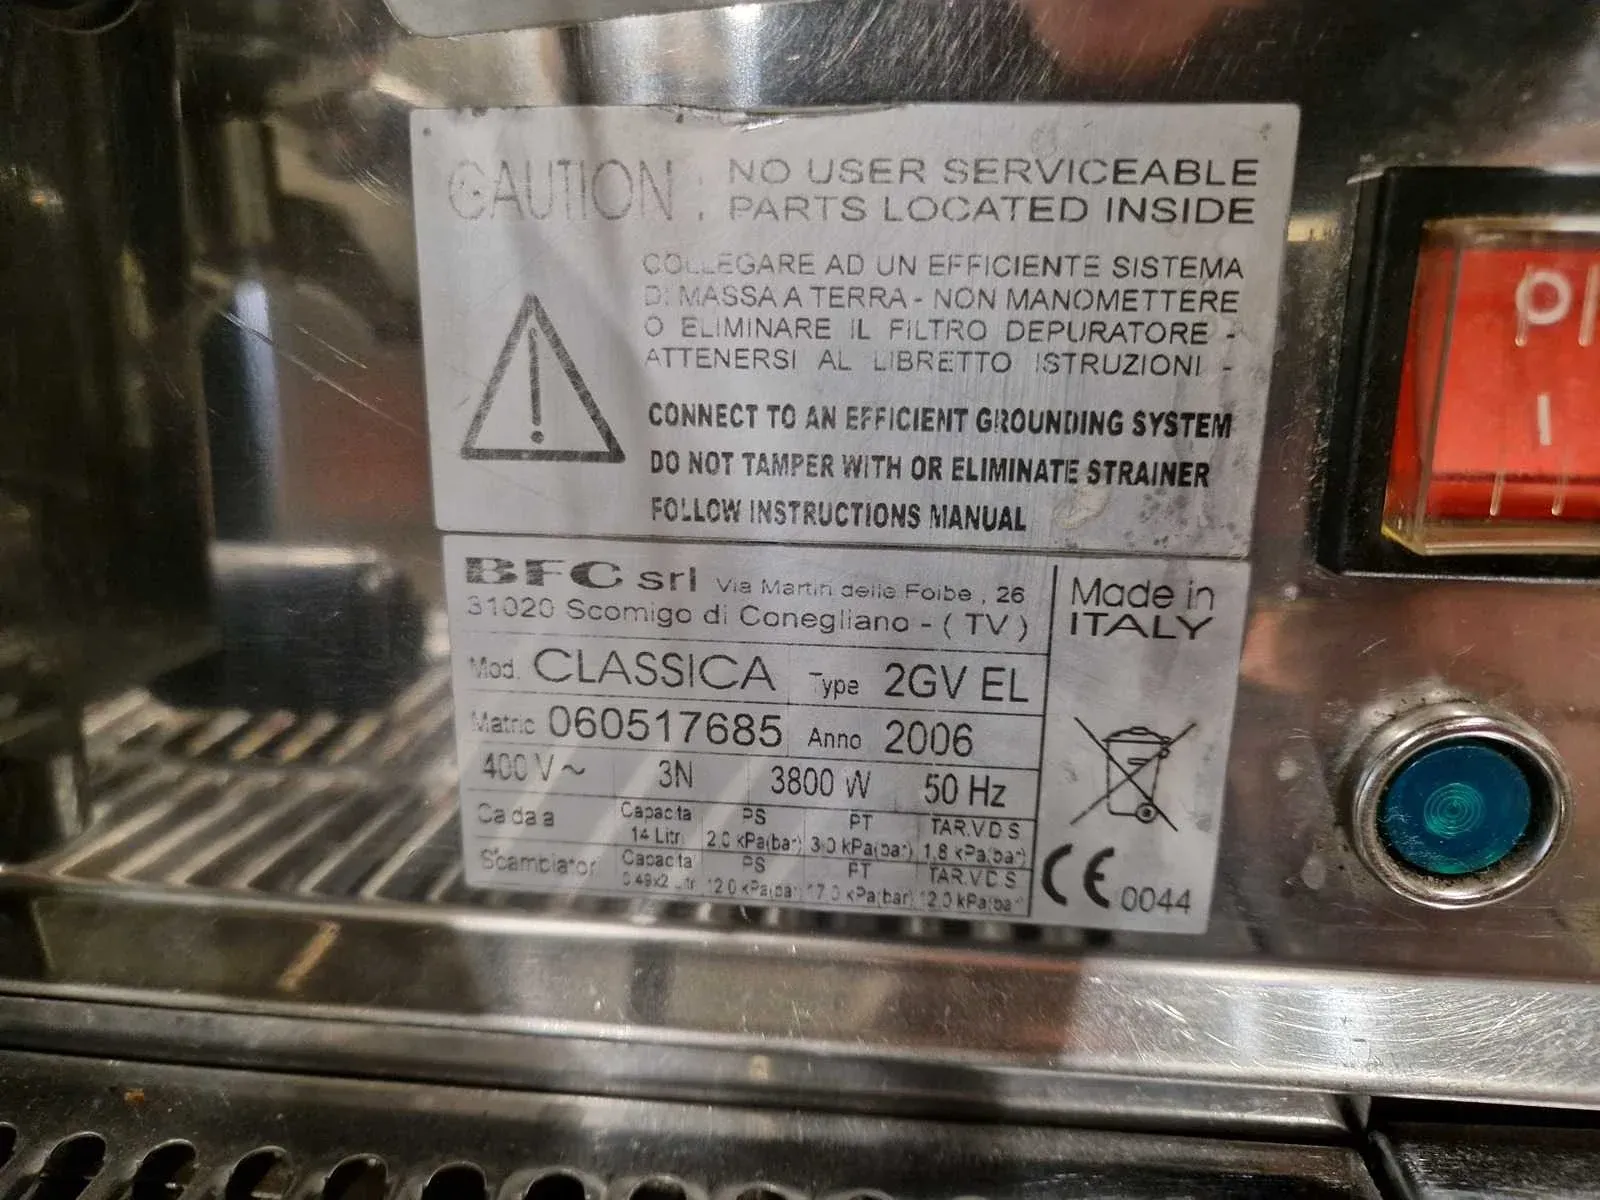 CAUTION : NO USER SERVICEABLE
PARTS LOCATED INSIDE
COLLEGARE AD UN EFFICIENTE SISTEMA
DI MASSA A TERRA - NON MANOMETTERE
O ELIMINARE IL FILTRO DEPURATORE -
ATTENERSI AL LIBRETTO ISTRUZIONI -
CONNECT TO AN EFFICIENT GROUNDING SYSTEM
DO NOT TAMPER WITH OR ELIMINATE STRAINER
FOLLOW INSTRUCTIONS MANUAL
BFC srl Via Martin delle Foibe , 26
31020 Scomigo di Conegliano - ( TV )
Made in
ITALY
Mod. CLASSICA Type 2GV EL
Matric 060517685 Anno 2006
400 V ~ 3N 3800 W 50 Hz
Caldaia Capacita PS PT TAR.V.D.S
14 Litri 2.0 kPa(bar) 3.0 kPa(bar) 1,8 kPa(bar)
Scambiatori Capacita PS PT TAR.V.D.S
0.49x2 Litri 12.0 kPa(bar) 17.0 kPa(bar) 12.0 kPa(bar)
CE 0044